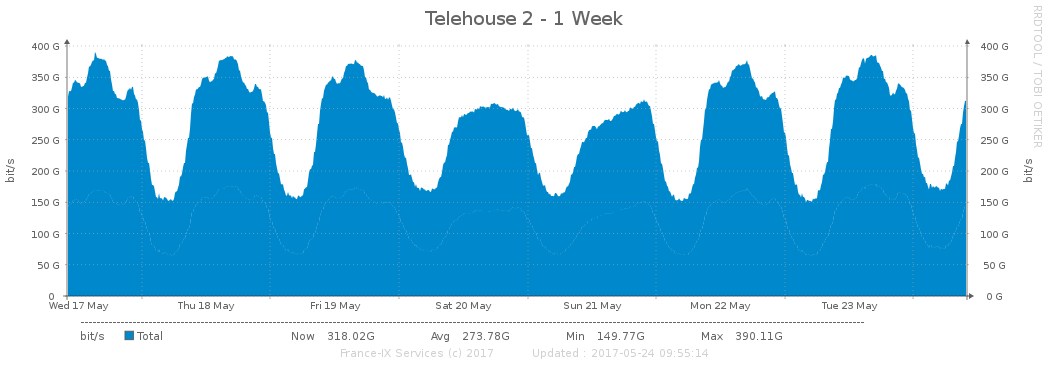 Telehouse 2 - 1 Week
RRDTOOL / TOBI OETIKER
400 G 400 G
350 G 350 G
300 G 300 G
250 G 250 G
200 G 200 G
150 G 150 G
100 G 100 G
50 G 50 G
0 0 G
bit/s bit/s
Wed 17 May Thu 18 May Fri 19 May Sat 20 May Sun 21 May Mon 22 May Tue 23 May
bit/s Total Now 318.02G Avg 273.78G Min 149.77G Max 390.11G
France-IX Services (c) 2017 Updated : 2017-05-24 09:55:14